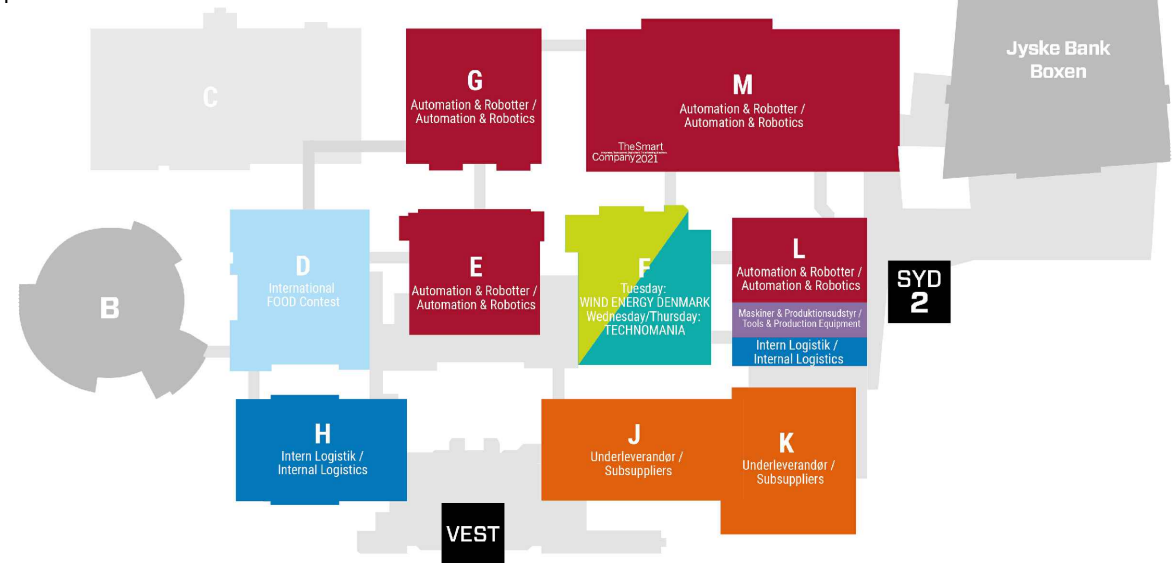 C
G
Automation & Robotter /
Automation & Robotics
M
Automation & Robotter /
Automation & Robotics
TheSmart
Company2021
Jyske Bank
Boxen
B
D
International
FOOD Contest
E
Automation & Robotter /
Automation & Robotics
F
Tuesday:
WIND ENERGY DENMARK
Wednesday/Thursday:
TECHNOMANIA
L
Automation & Robotter /
Automation & Robotics
Maskiner & Produktionsudstyr /
Tools & Production Equipment
Intern Logistik /
Internal Logistics
SYD
2
H
Intern Logistik /
Internal Logistics
J
Underleverandør /
Subsuppliers
K
Underleverandør /
Subsuppliers
VEST